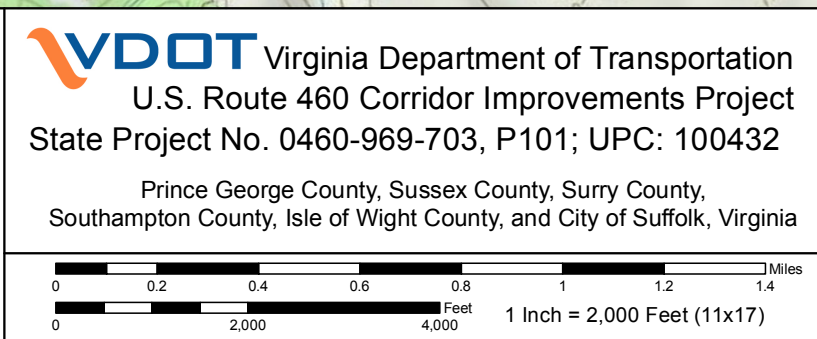 VDOT Virginia Department of Transportation
U.S. Route 460 Corridor Improvements Project
State Project No. 0460-969-703, P101; UPC: 100432
Prince George County, Sussex County, Surry County,
Southampton County, Isle of Wight County, and City of Suffolk, Virginia
Miles
0 0.2 0.4 0.6 0.8 1 1.2 1.4
Feet
0 2,000 4,000
1 Inch = 2,000 Feet (11x17)